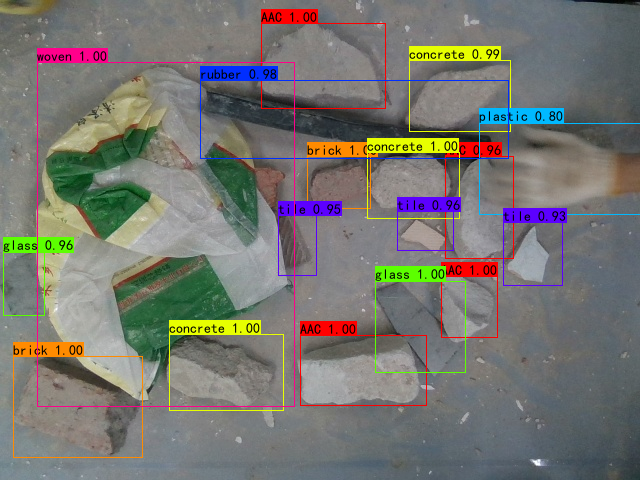 AAC 1.00
woven 1.00
concrete 0.99
rubber 0.98
plastic 0.80
brick 1.00
concrete 1.00
AAC 0.96
tile 0.96
tile 0.95
tile 0.93
glass 0.96
glass 1.00
AAC 1.00
concrete 1.00
AAC 1.00
brick 1.00